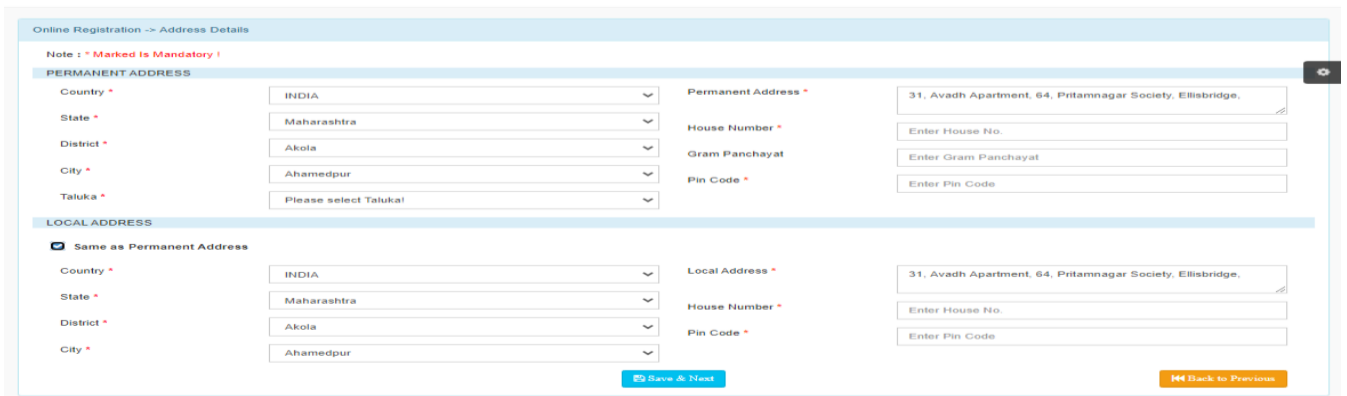 Online Registration -> Address Details
Note : * Marked Is Mandatory !
PERMANENT ADDRESS
Country * INDIA Permanent Address * 31, Avadh Apartment, 64, Pritamnagar Society, Ellisbridge,
State * Maharashtra House Number * Enter House No.
District * Akola Gram Panchayat Enter Gram Panchayat
City * Ahamedpur Pin Code * Enter Pin Code
Taluka * Please select Taluka!
LOCAL ADDRESS
Same as Permanent Address
Country * INDIA Local Address * 31, Avadh Apartment, 64, Pritamnagar Society, Ellisbridge,
State * Maharashtra House Number * Enter House No.
District * Akola Pin Code * Enter Pin Code
City * Ahamedpur
Save & Next Back to Previous